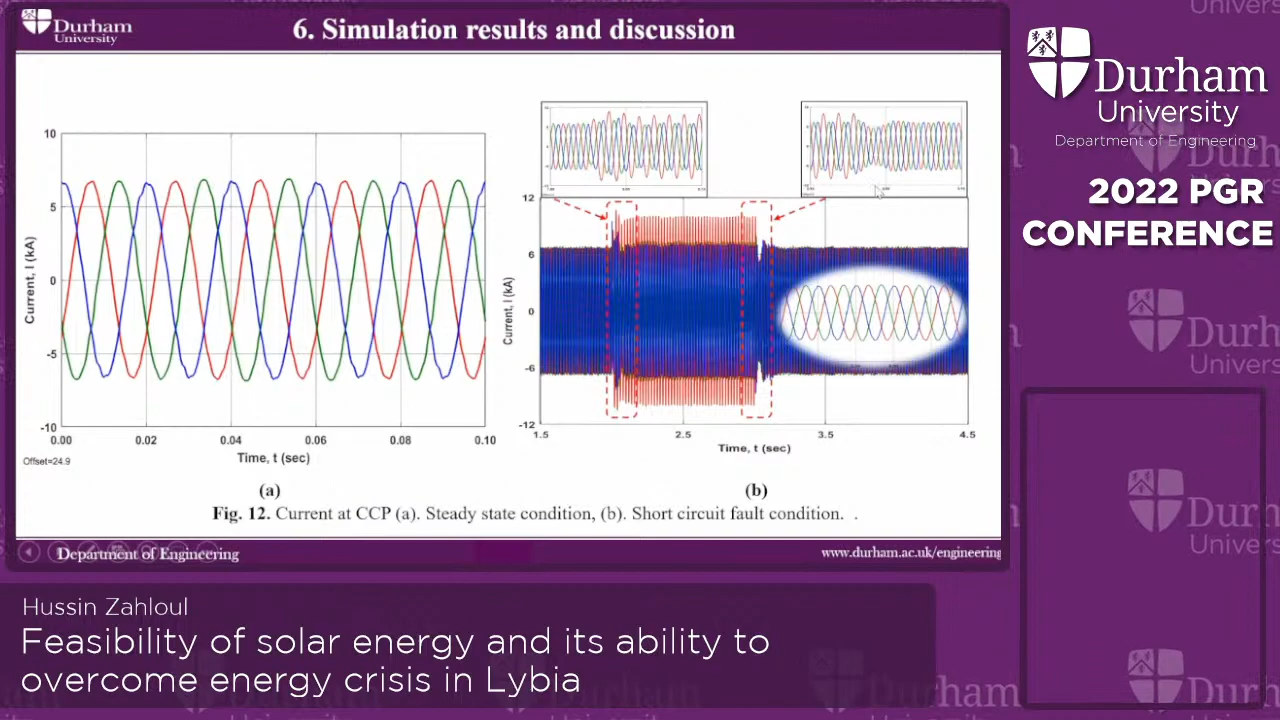 Durham
University
6. Simulation results and discussion
10
5
0
-5
-10
Current, I (kA)
0.00 0.02 0.04 0.06 0.08 0.10
Offset=24.9
Time, t (sec)
(a)
12
6
0
-6
-12
Current, I (kA)
1.5 2.5 3.5 4.5
Time, t (sec)
(b)
Fig. 12. Current at CCP (a). Steady state condition, (b). Short circuit fault condition. .
Department of Engineering
www.durham.ac.uk/engineering
Durham
University
Department of Engineering
2022 PGR
CONFERENCE
Hussin Zahloul
Feasibility of solar energy and its ability to
overcome energy crisis in Lybia